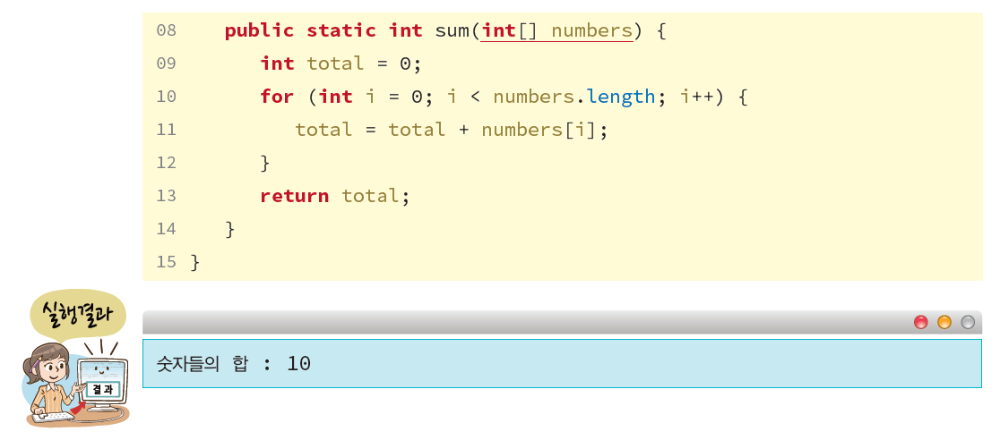 08 public static int sum(int[] numbers) {
09 int total = 0;
10 for (int i = 0; i < numbers.length; i++) {
11 total = total + numbers[i];
12 }
13 return total;
14 }
15 }
실행결과
결과
숫자들의 합 : 10